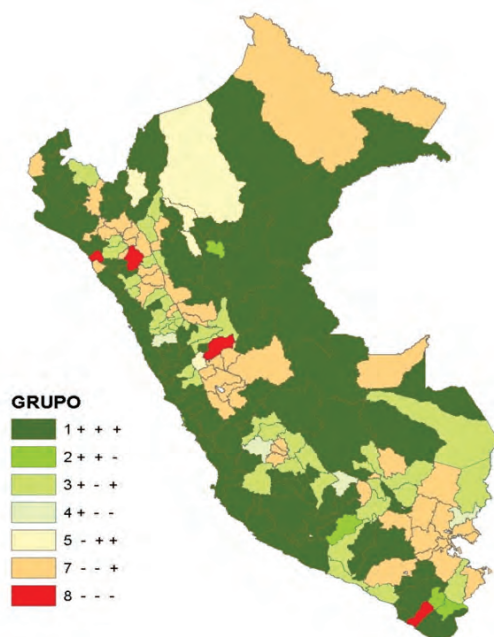 GRUPO
1 + + +
2 + + -
3 + - +
4 + - -
5 - + +
7 - - +
8 - - -